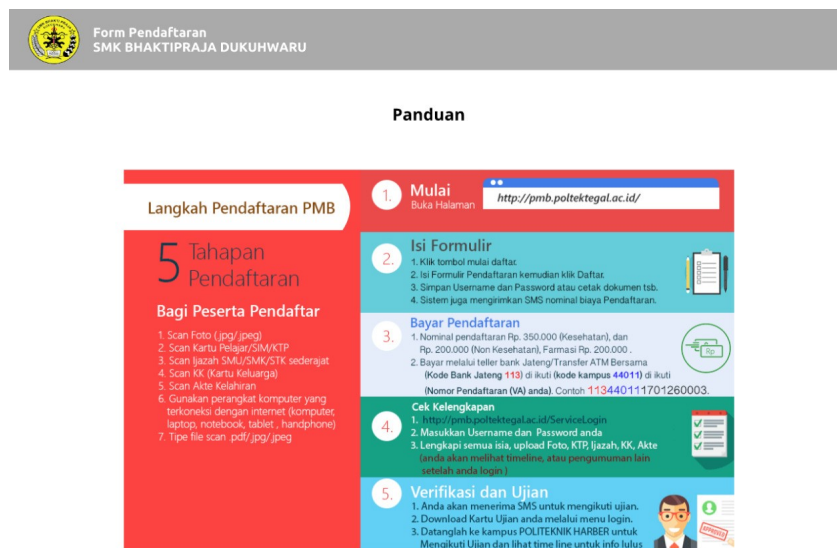 Form Pendaftaran
SMK BHAKTIPRAJA DUKUHWARU
Panduan
Langkah Pendaftaran PMB
5 Tahapan
Pendaftaran
Bagi Peserta Pendaftar
1. Scan Foto (.jpg/.jpeg)
2. Scan Kartu Pelajar/SIM/KTP
3. Scan Ijazah SMU/SMK/STK sederajat
4. Scan KK (Kartu Keluarga)
5. Scan Akte Kelahiran
6. Gunakan perangkat komputer yang
terkoneksi dengan internet (komputer,
laptop, notebook, tablet , handphone)
7. Tipe file scan .pdf/.jpg/.jpeg
1. Mulai
Buka Halaman
http://pmb.poltektegal.ac.id/
2. Isi Formulir
1. Klik tombol mulai daftar.
2. Isi Formulir Pendaftaran kemudian klik Daftar.
3. Simpan Username dan Password atau cetak dokumen tsb.
4. Sistem juga mengirimkan SMS nominal biaya Pendaftaran.
3. Bayar Pendaftaran
1. Nominal pendaftaran Rp. 350.000 (Kesehatan), dan
Rp. 200.000 (Non Kesehatan), Farmasi Rp. 200.000 .
2. Bayar melalui teller bank Jateng/Transfer ATM Bersama
(Kode Bank Jateng 113) di ikuti (kode kampus 44011) di ikuti
(Nomor Pendaftaran (VA) anda). Contoh 113440111701260003.
Rp
4. Cek Kelengkapan
1. http://pmb.poltektegal.ac.id/ServiceLogin
2. Masukkan Username dan Password anda
3. Lengkapi semua isia, upload Foto, KTP, Ijazah, KK, Akte
(anda akan melihat timeline, atau pengumuman lain
setelah anda login )
5. Verifikasi dan Ujian
1. Anda akan menerima SMS untuk mengikuti ujian.
2. Download Kartu Ujian anda melalui menu login.
3. Datanglah ke kampus POLITEKNIK HARBER untuk
Mengikuti Ujian dan lihat time line untuk info lulus
APPROVED